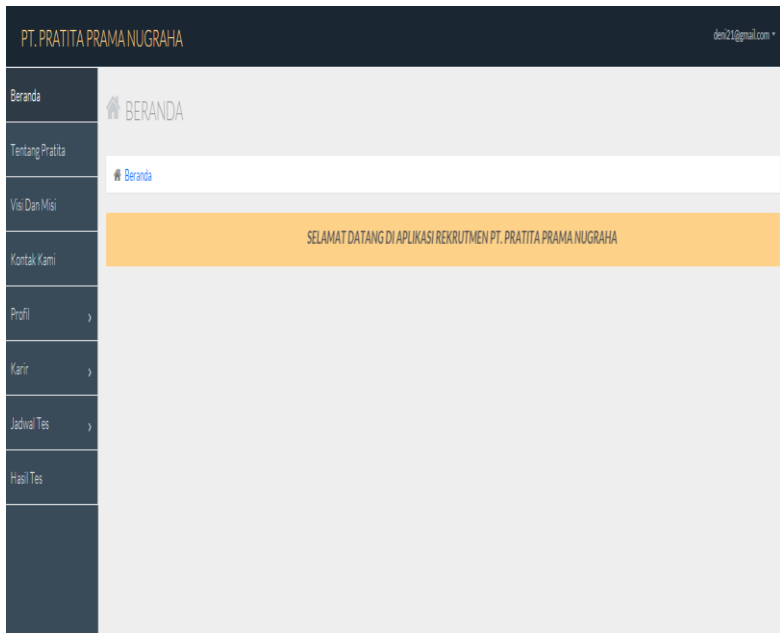 PT. PRATITA PRAMA NUGRAHA
deni21@gmail.com
Beranda
Tentang Pratita
Visi Dan Misi
Kontak Kami
Profil
Karir
Jadwal Tes
Hasil Tes
BERANDA
Beranda
SELAMAT DATANG DI APLIKASI REKRUTMEN PT. PRATITA PRAMA NUGRAHA